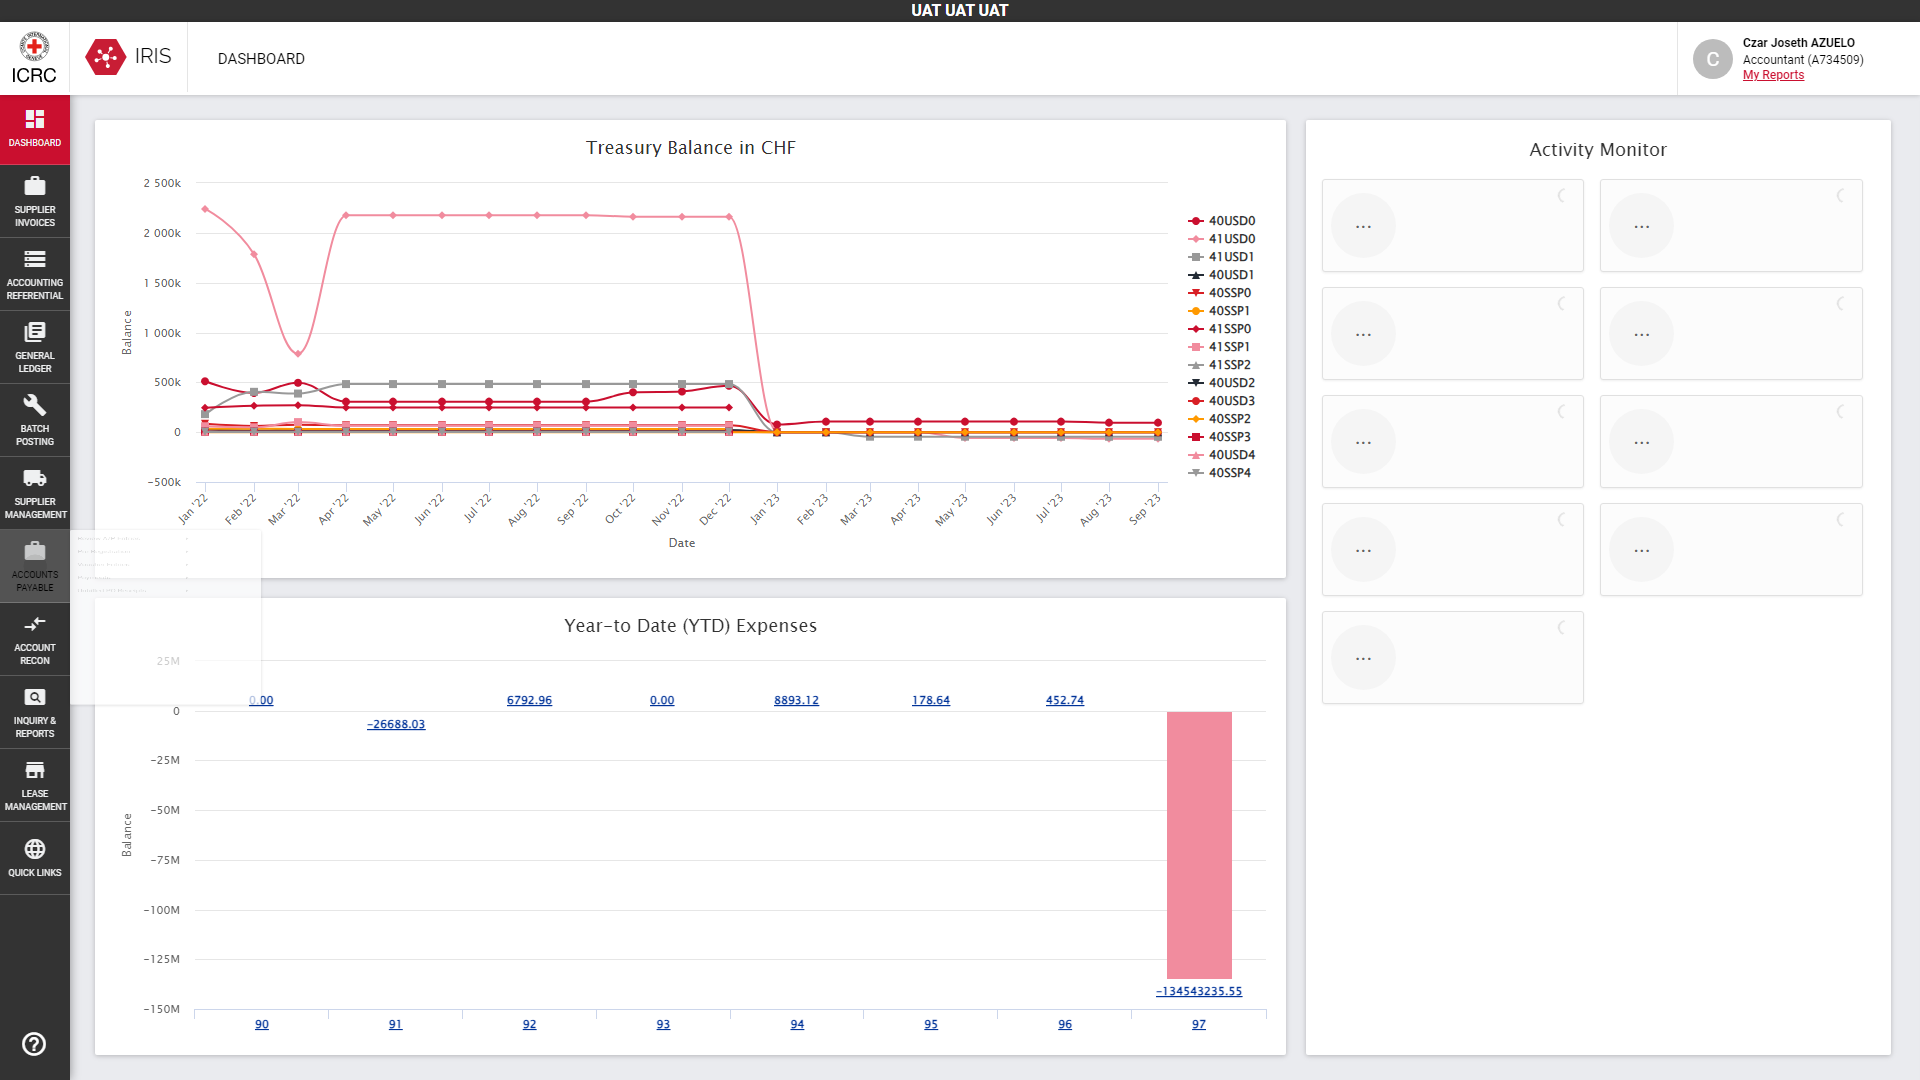 UAT UAT UAT
ICRC
IRIS
DASHBOARD
Czar Joseth AZUELO
Accountant (A734509)
My Reports
C
DASHBOARD
SUPPLIER
INVOICES
ACCOUNTING
REFERENTIAL
GENERAL
LEDGER
BATCH
POSTING
SUPPLIER
MANAGEMENT
ACCOUNTS
PAYABLE
ACCOUNT
RECON
INQUIRY &
REPORTS
LEASE
MANAGEMENT
QUICK LINKS
Treasury Balance in CHF
Balance
2 500k
2 000k
1 500k
1 000k
500k
0
-500k
Jan '22
Feb '22
Mar '22
Apr '22
May '22
Jun '22
Jul '22
Aug '22
Sep '22
Oct '22
Nov '22
Dec '22
Jan '23
Feb '23
Mar '23
Apr '23
May '23
Jun '23
Jul '23
Aug '23
Sep '23
Date
40USD0
41USD0
41USD1
40USD1
40SSP0
40SSP1
41SSP0
41SSP1
41SSP2
40USD2
40USD3
40SSP2
40SSP3
40USD4
40SSP4
Year-to Date (YTD) Expenses
Balance
25M
0
-25M
-50M
-75M
-100M
-125M
-150M
0.00
-26688.03
6792.96
0.00
8893.12
178.64
452.74
-134543235.55
90
91
92
93
94
95
96
97
Activity Monitor
...
...
...
...
...
...
...
...
...